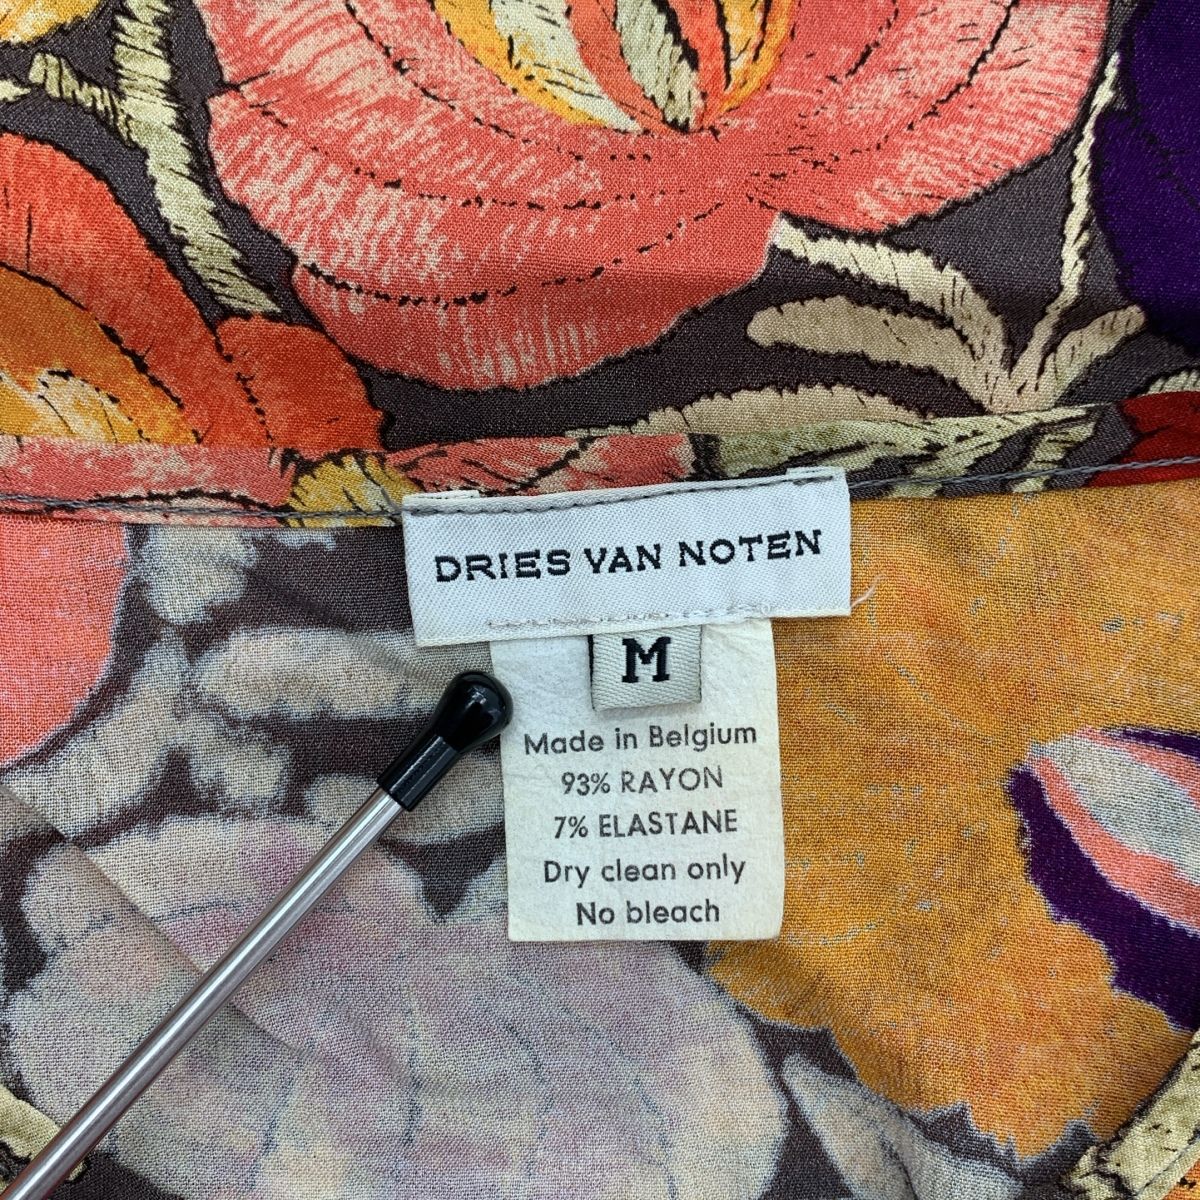 DRIES VAN NOTEN
M
Made in Belgium
93% RAYON
7% ELASTANE
Dry clean only
No bleach